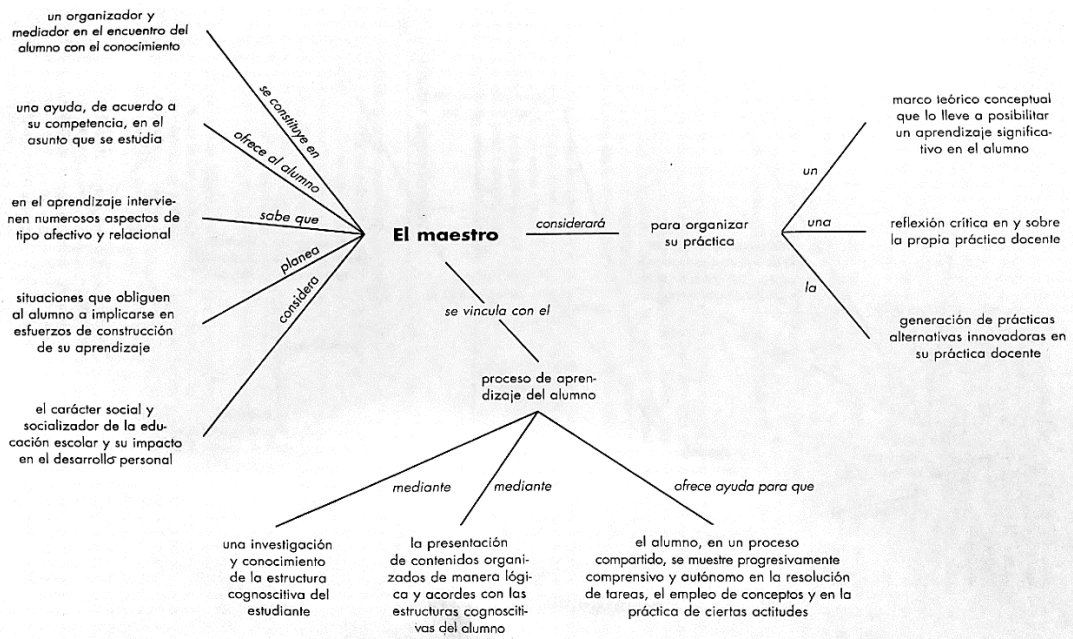 un organizador y
mediador en el encuentro del
alumno con el conocimiento
se constituye en
una ayuda, de acuerdo a
su competencia, en el
asunto que se estudia
ofrece al alumno
en el aprendizaje intervie-
nen numerosos aspectos de
tipo afectivo y relacional
sabe que
situaciones que obliguen
al alumno a implicarse en
esfuerzos de construcción
de su aprendizaje
planea
el carácter social y
socializador de la edu-
cación escolar y su impacto
en el desarrollo personal
considera
El maestro
considerará
para organizar
su práctica
un
marco teórico conceptual
que lo lleve a posibilitar
un aprendizaje significa-
tivo en el alumno
una
reflexión crítica en y sobre
la propia práctica docente
la
generación de prácticas
alternativas innovadoras en
su práctica docente
se vincula con el
proceso de apren-
dizaje del alumno
mediante
una investigación
y conocimiento
de la estructura
cognoscitiva del
estudiante
mediante
la presentación
de contenidos organi-
zados de manera lógi-
ca y acordes con las
estructuras cognosciti-
vas del alumno
ofrece ayuda para que
el alumno, en un proceso
compartido, se muestre progresivamente
comprensivo y autónomo en la resolución
de tareas, el empleo de conceptos y en la
práctica de ciertas actitudes